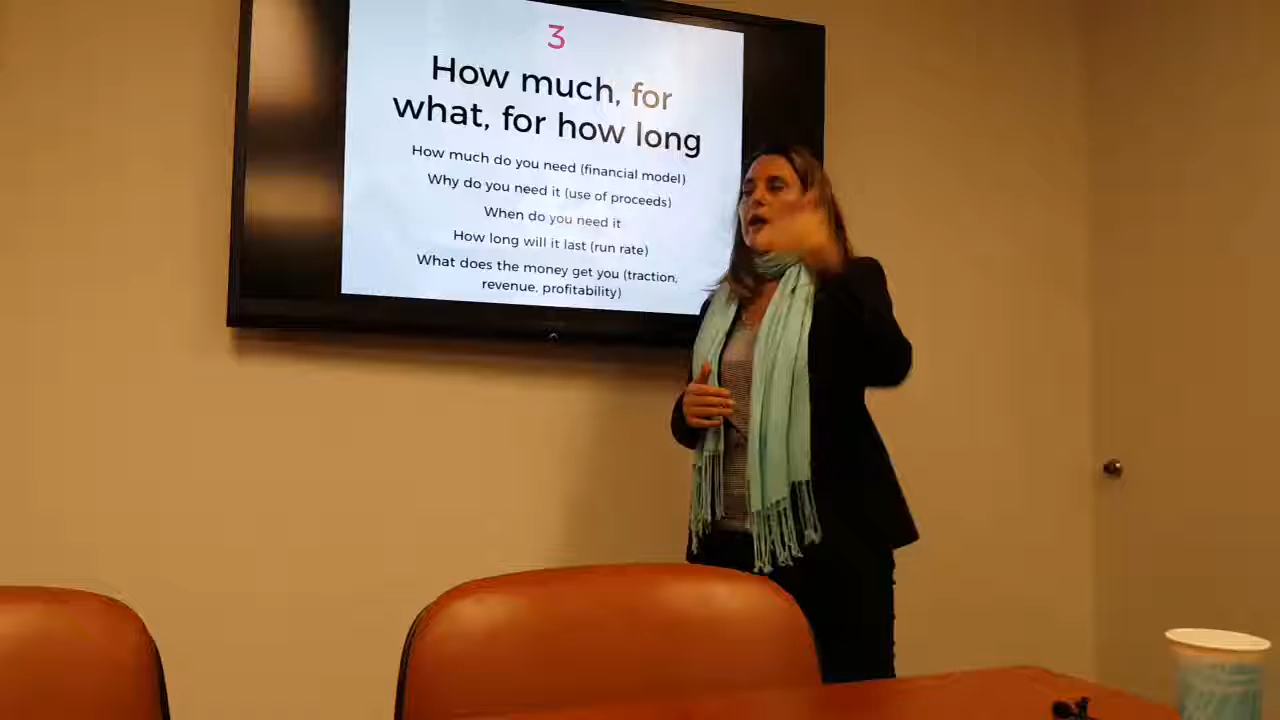 3
How much, for
what, for how long
How much do you need (financial model)
Why do you need it (use of proceeds)
When do you need it
How long will it last (run rate)
What does the money get you (traction,
revenue, profitability)